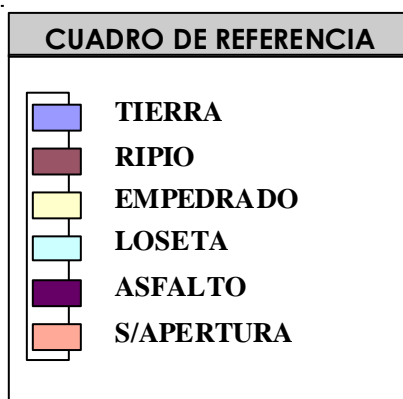 CUADRO DE REFERENCIA
TIERRA
RIPIO
EMPEDRADO
LOSETA
ASFALTO
S/APERTURA